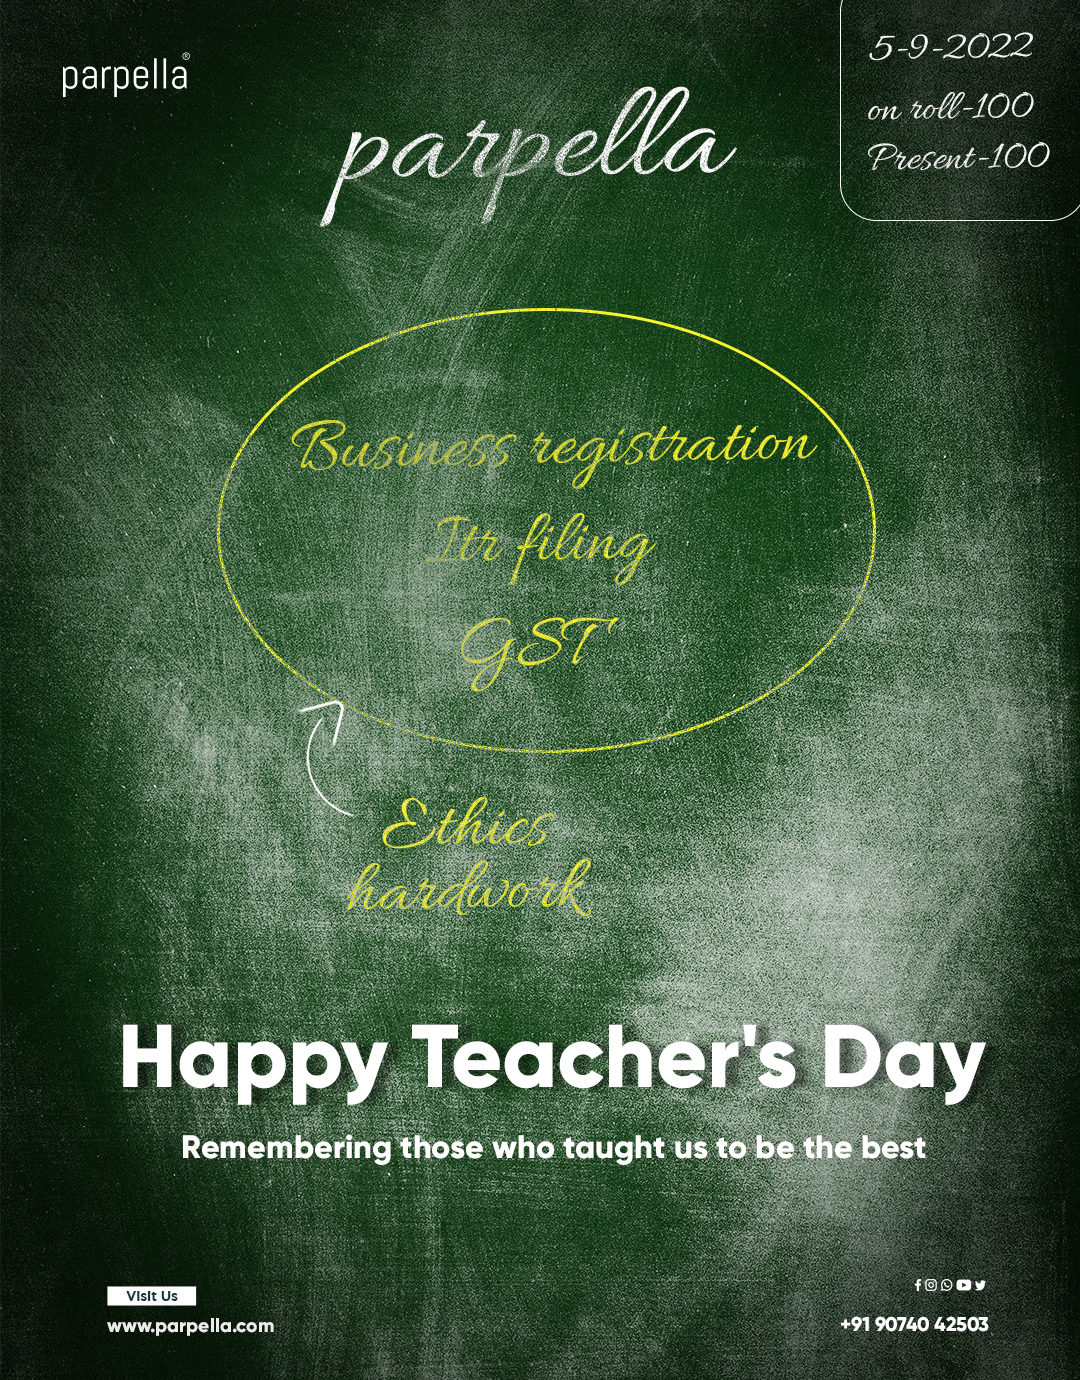 parpella®
5-9-2022
on roll-100
Present-100
parpella
Business registration
Itr filing
GST
Ethics
hardwork
Happy Teacher's Day
Remembering those who taught us to be the best
Visit Us
www.parpella.com
+91 90740 42503